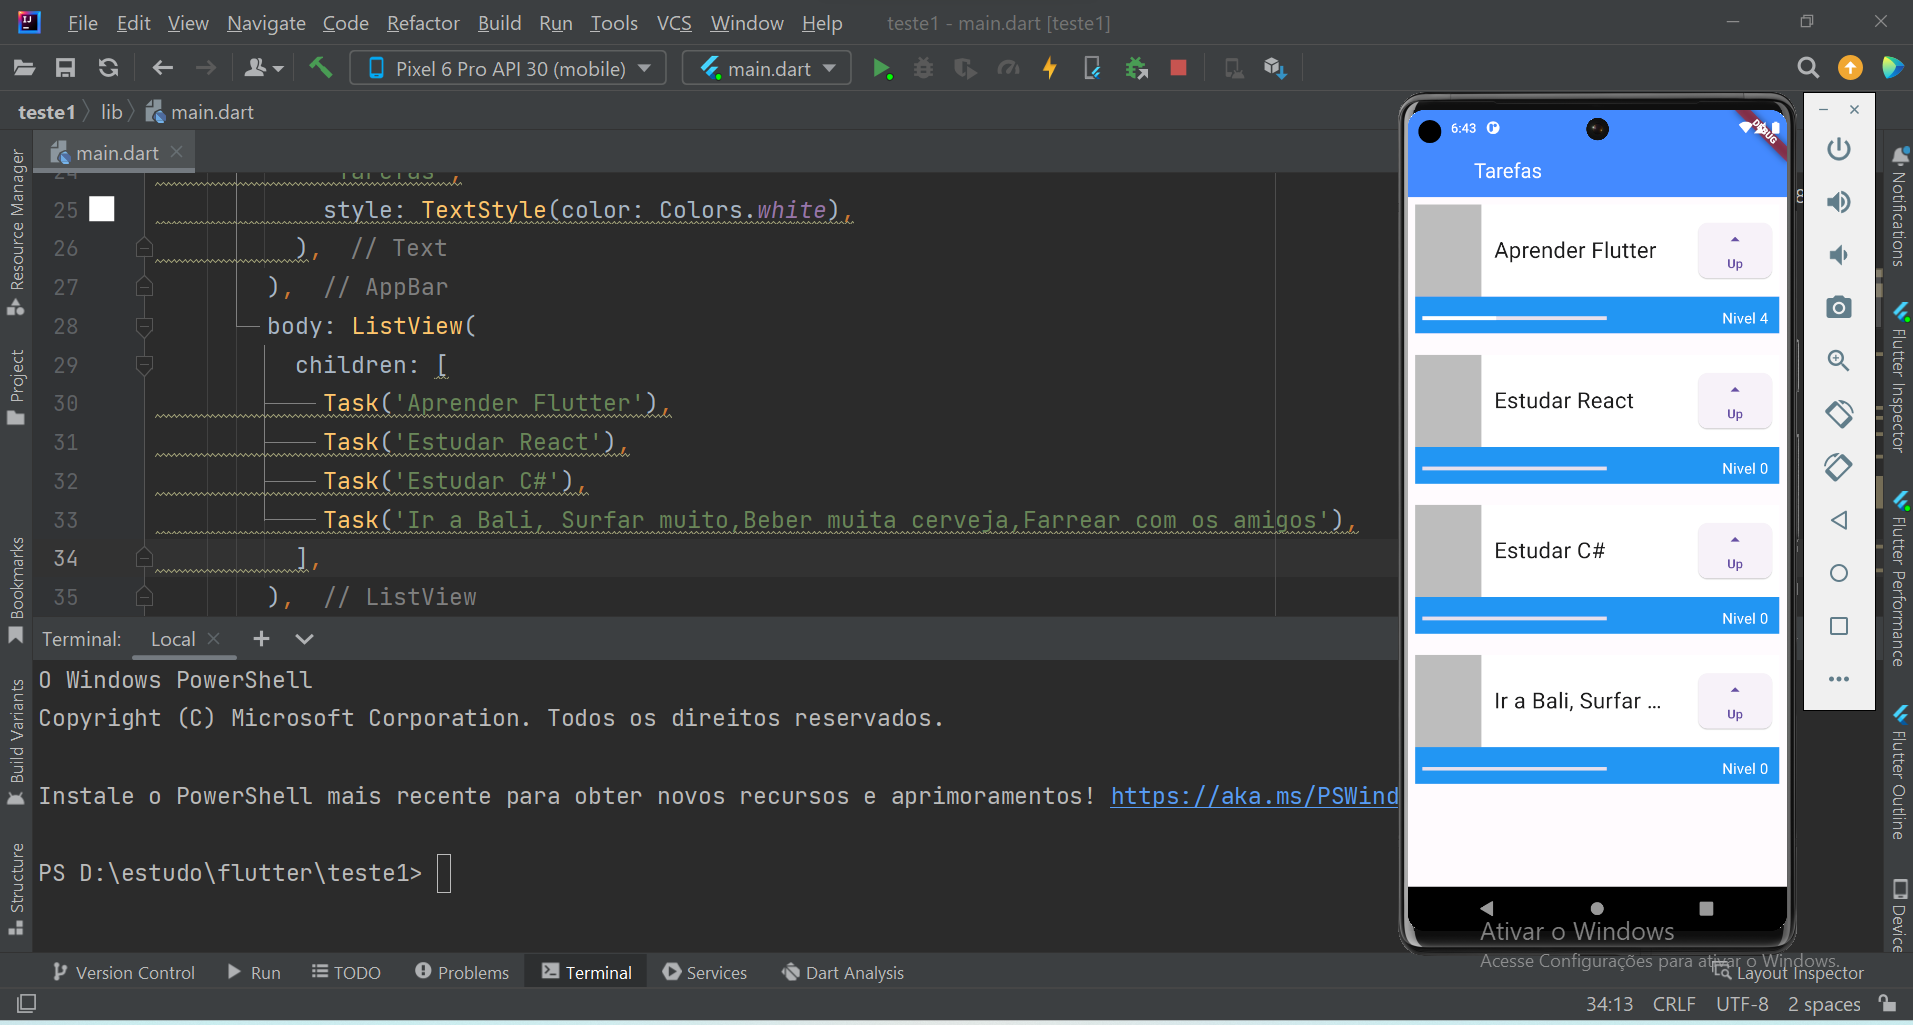 File Edit View Navigate Code Refactor Build Run Tools VCS Window Help teste1 - main.dart [teste1]
Pixel 6 Pro API 30 (mobile) main.dart
teste1 lib main.dart
main.dart
24 'Tarefas',
25 style: TextStyle(color: Colors.white),
26 ), // Text
27 ), // AppBar
28 body: ListView(
29 children: [
30 Task('Aprender Flutter'),
31 Task('Estudar React'),
32 Task('Estudar C#'),
33 Task('Ir a Bali, Surfar muito,Beber muita cerveja,Farrear com os amigos'),
34 ],
35 ), // ListView
Terminal: Local
O Windows PowerShell
Copyright (C) Microsoft Corporation. Todos os direitos reservados.
Instale o PowerShell mais recente para obter novos recursos e aprimoramentos! https://aka.ms/PSWind
PS D:\estudo\flutter\teste1>
Resource Manager
Project
Bookmarks
Build Variants
Structure
6:43
DEBUG
Tarefas
Aprender Flutter
Up
Nivel 4
Estudar React
Up
Nivel 0
Estudar C#
Up
Nivel 0
Ir a Bali, Surfar ...
Up
Nivel 0
8
Notifications
Flutter Inspector
Flutter Performance
Flutter Outline
Device
Ativar o Windows
Acesse Configurações para ativar o Windows.
Version Control Run TODO Problems Terminal Services Dart Analysis Layout Inspector
34:13 CRLF UTF-8 2 spaces